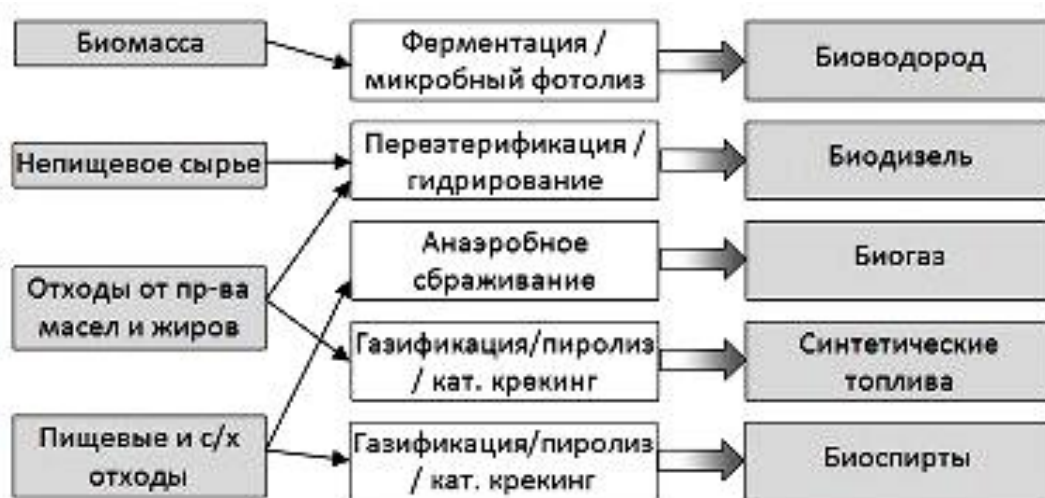 Биомасса
Ферментация /
микробный фотолиз
Биоводород
Непищевое сырье
Переэтерификация /
гидрирование
Биодизель
Анаэробное
сбраживание
Биогаз
Отходы от пр-ва
масел и жиров
Газификация/пиролиз
/ кат. крекинг
Синтетические
топлива
Пищевые и с/х
отходы
Газификация/пиролиз
/ кат. крекинг
Биоспирты